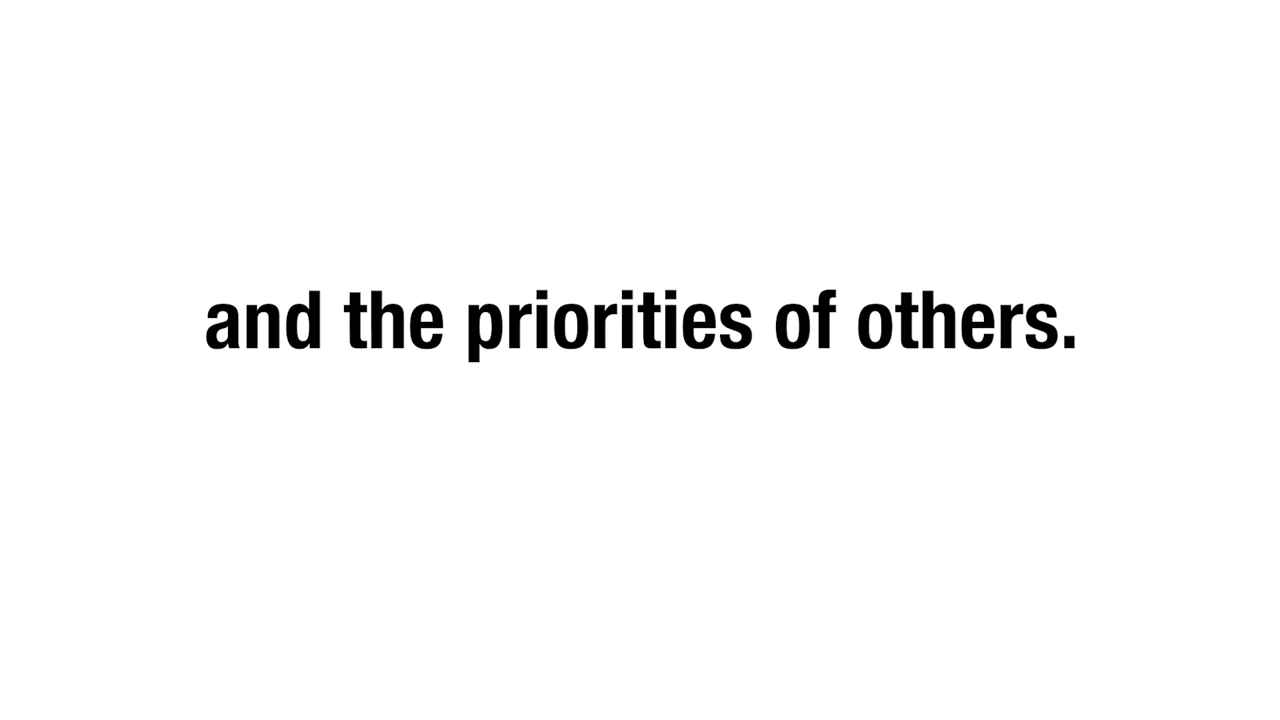 and the priorities of others.